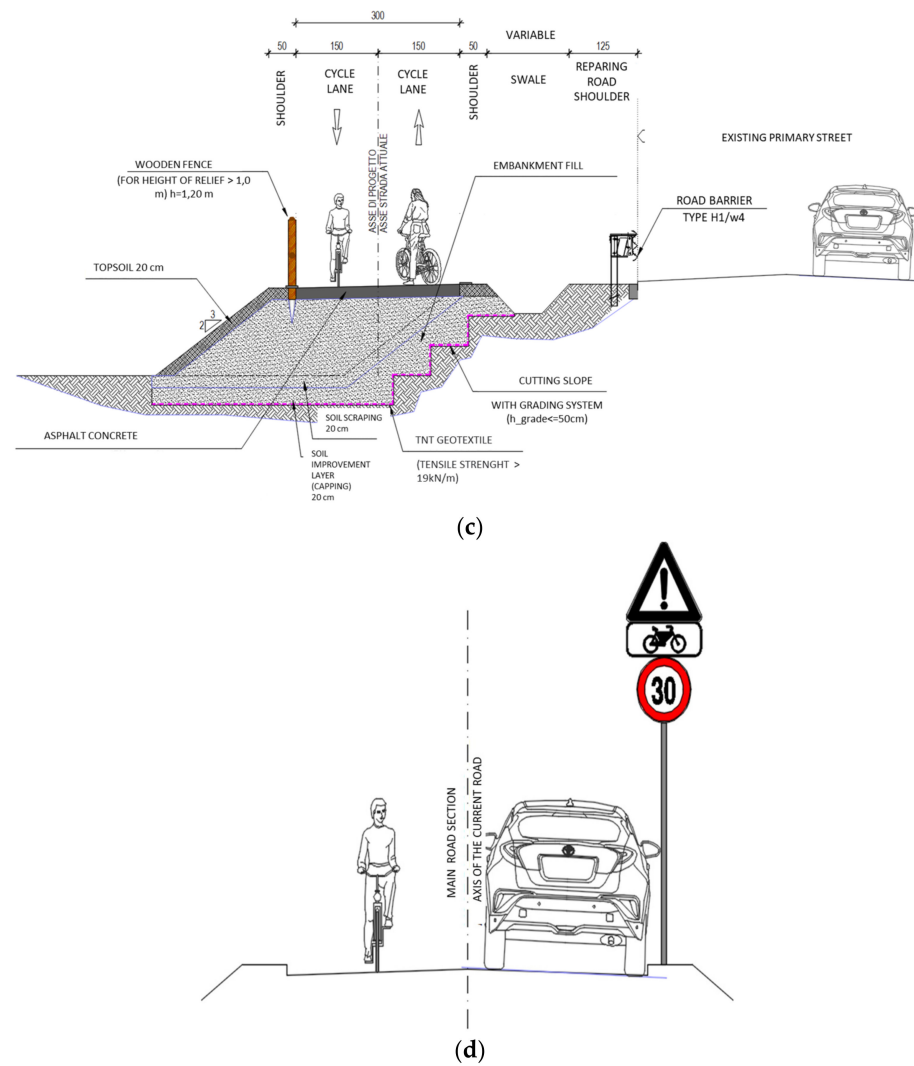 300
VARIABLE
50
150
150
50
125
SHOULDER
CYCLE
LANE
CYCLE
LANE
SHOULDER
SWALE
REPARING
ROAD
SHOULDER
EXISTING PRIMARY STREET
ASSE DI PROGETTO
ASSE STRADA ATTUALE
WOODEN FENCE
(FOR HEIGHT OF RELIEF > 1,0
m) h=1,20 m
EMBANKMENT FILL
ROAD BARRIER
TYPE H1/w4
TOPSOIL 20 cm
3
2
CUTTING SLOPE
WITH GRADING SYSTEM
(h_grade<=50cm)
ASPHALT CONCRETE
SOIL SCRAPING
20 cm
TNT GEOTEXTILE
(TENSILE STRENGHT >
19kN/m)
SOIL
IMPROVEMENT
LAYER
(CAPPING)
20 cm
(c)
30
MAIN ROAD SECTION
AXIS OF THE CURRENT ROAD
(d)